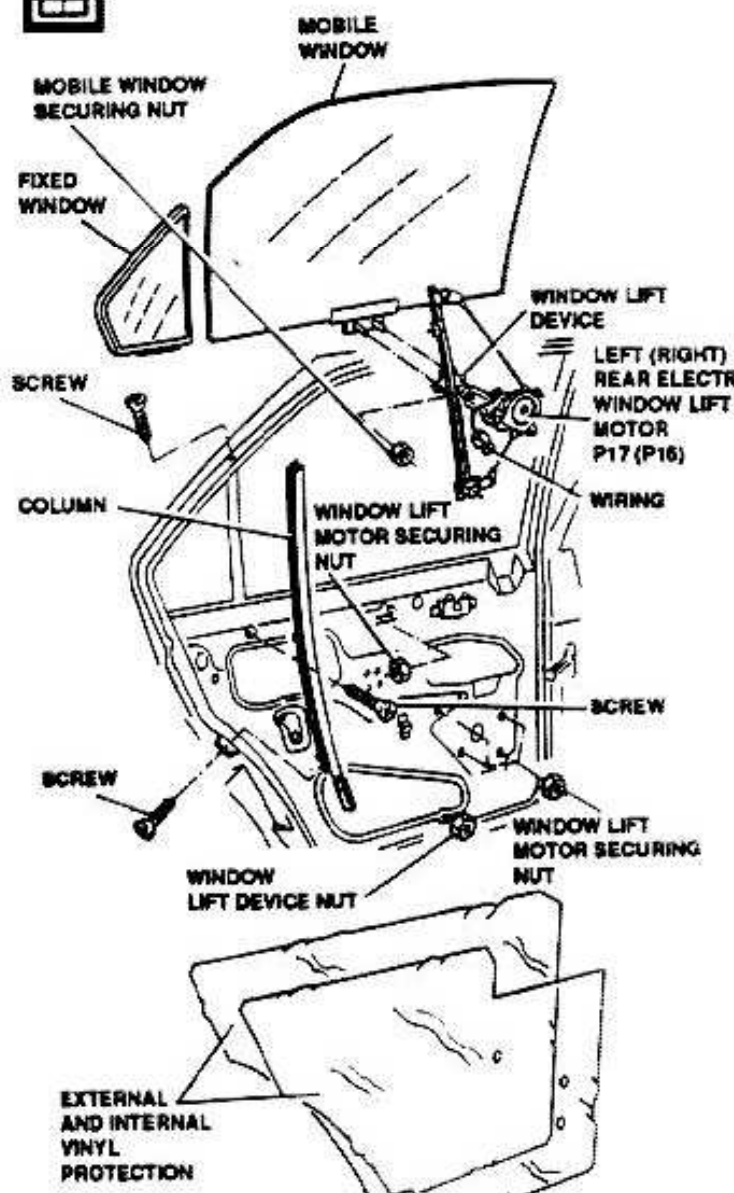 MOBILE
WINDOW
MOBILE WINDOW
SECURING NUT
FIXED
WINDOW
WINDOW LIFT
DEVICE
LEFT (RIGHT)
REAR ELECTR
WINDOW LIFT
MOTOR
P17 (P16)
SCREW
WIRING
COLUMN
WINDOW LIFT
MOTOR SECURING
NUT
SCREW
SCREW
WINDOW LIFT
MOTOR SECURING
NUT
WINDOW
LIFT DEVICE NUT
EXTERNAL
AND INTERNAL
VINYL
PROTECTION